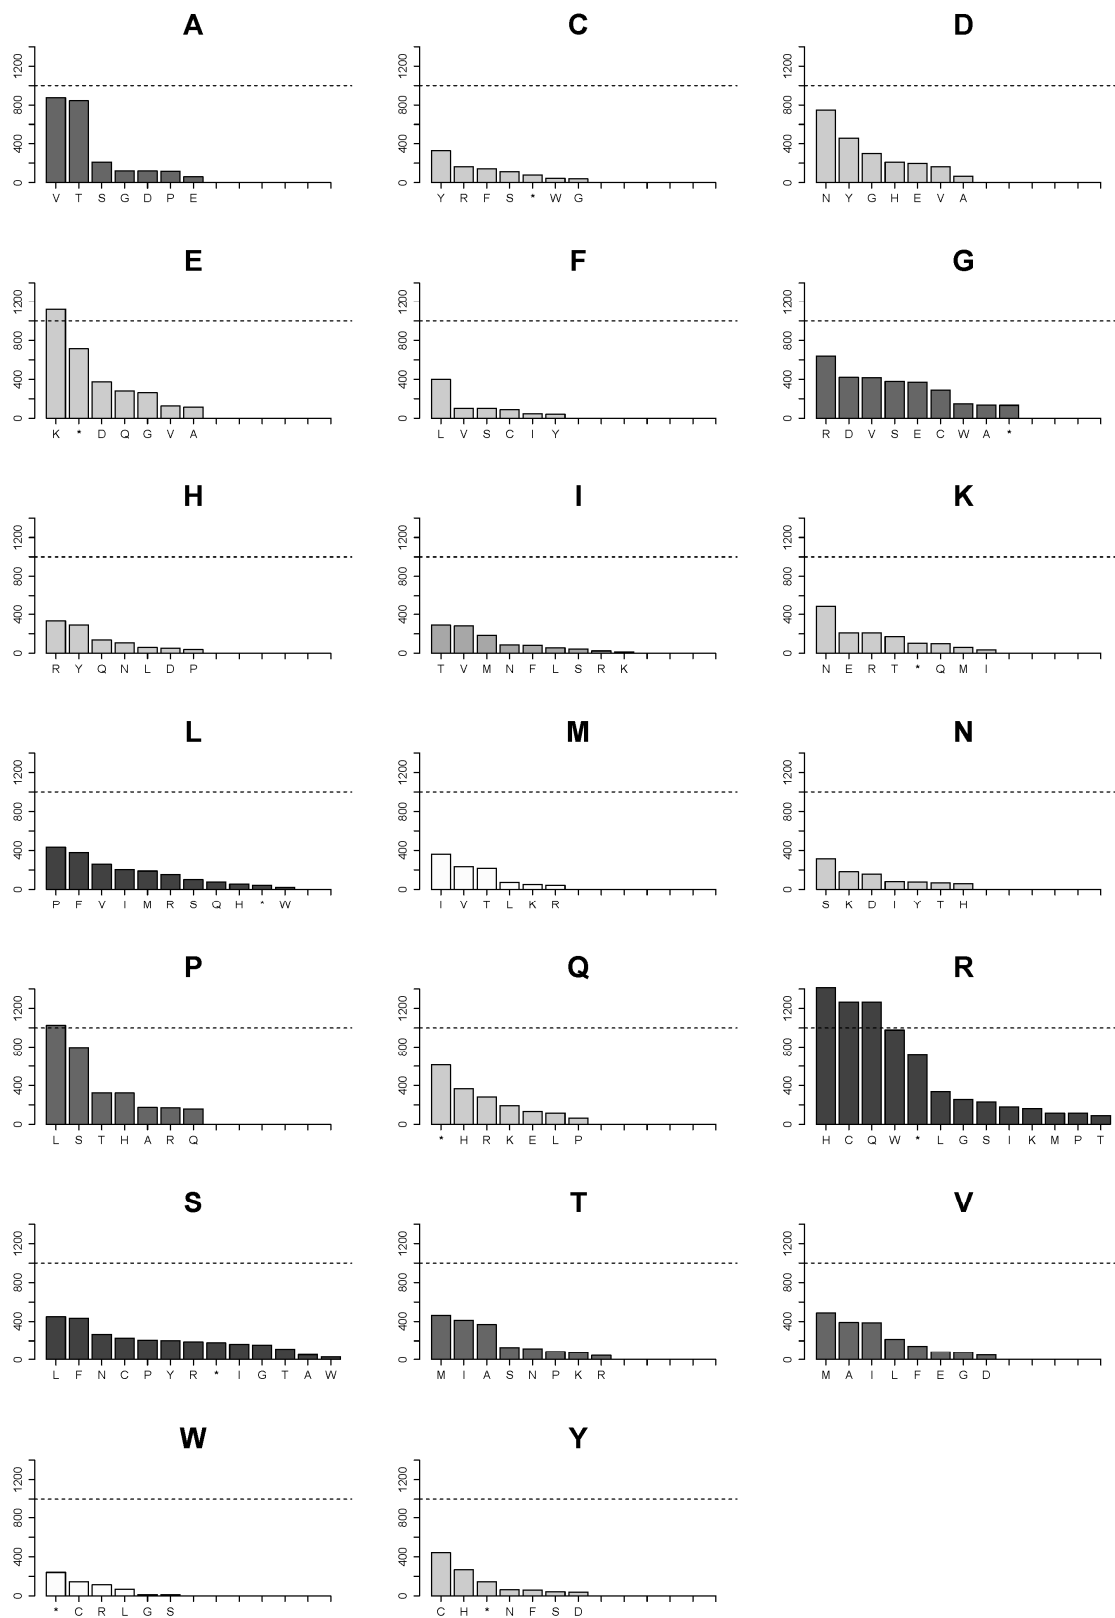 A C D
0 400 800 1200 0 400 800 1200 0 400 800 1200
V T S G D P E Y R F S * W G N Y G H E V A
E F G
0 400 800 1200 0 400 800 1200 0 400 800 1200
K * D Q G V A L V S C I Y R D V S E C W A *
H I K
0 400 800 1200 0 400 800 1200 0 400 800 1200
R Y Q N L D P T V M N F L S R K N E R T * Q M I
L M N
0 400 800 1200 0 400 800 1200 0 400 800 1200
P F V I M R S Q H * W I V T L K R S K D I Y T H
P Q R
0 400 800 1200 0 400 800 1200 0 400 800 1200
L S T H A R Q * H R K E L P H C Q W * L G S I K M P T
S T V
0 400 800 1200 0 400 800 1200 0 400 800 1200
L F N C P Y R * I G T A W M I A S N P K R M A I L F E G D
W Y
0 400 800 1200 0 400 800 1200
* C R L G S C H * N F S D